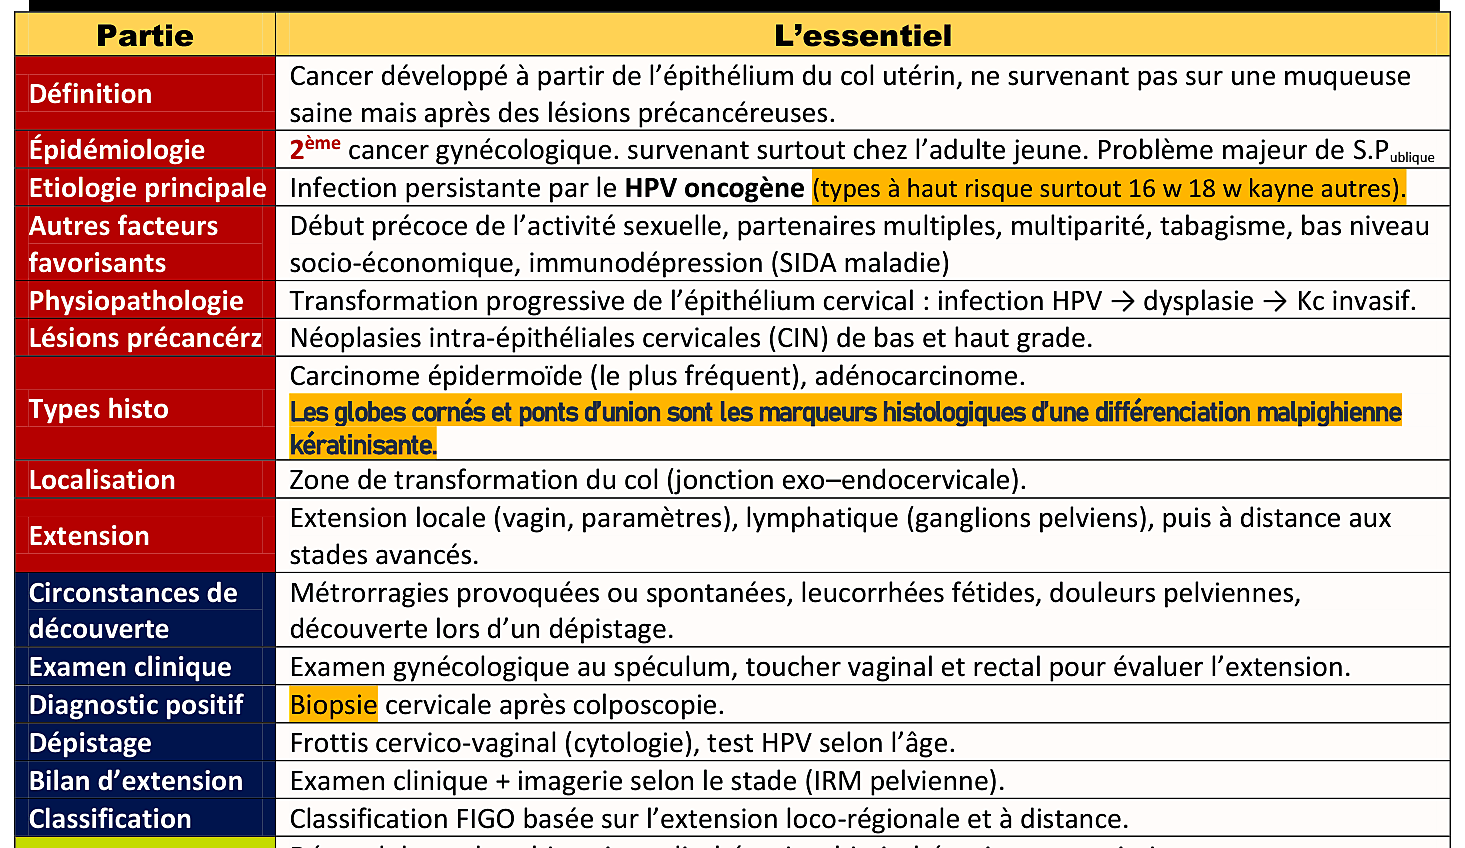 Partie
L’essentiel
Définition
Cancer développé à partir de l’épithélium du col utérin, ne survenant pas sur une muqueuse
saine mais après des lésions précancéreuses.
Épidémiologie
2ème cancer gynécologique. survenant surtout chez l’adulte jeune. Problème majeur de S.Publique
Etiologie principale
Infection persistante par le HPV oncogène (types à haut risque surtout 16 w 18 w kayne autres).
Autres facteurs
favorisants
Début précoce de l’activité sexuelle, partenaires multiples, multiparité, tabagisme, bas niveau
socio-économique, immunodépression (SIDA maladie)
Physiopathologie
Transformation progressive de l’épithélium cervical : infection HPV → dysplasie → Kc invasif.
Lésions précancérz
Néoplasies intra-épithéliales cervicales (CIN) de bas et haut grade.
Types histo
Carcinome épidermoïde (le plus fréquent), adénocarcinome.
Les globes cornés et ponts d’union sont les marqueurs histologiques d’une différenciation malpighienne
kératinisante.
Localisation
Zone de transformation du col (jonction exo–endocervicale).
Extension
Extension locale (vagin, paramètres), lymphatique (ganglions pelviens), puis à distance aux
stades avancés.
Circonstances de
découverte
Métrorragies provoquées ou spontanées, leucorrhées fétides, douleurs pelviennes,
découverte lors d’un dépistage.
Examen clinique
Examen gynécologique au spéculum, toucher vaginal et rectal pour évaluer l’extension.
Diagnostic positif
Biopsie cervicale après colposcopie.
Dépistage
Frottis cervico-vaginal (cytologie), test HPV selon l’âge.
Bilan d’extension
Examen clinique + imagerie selon le stade (IRM pelvienne).
Classification
Classification FIGO basée sur l’extension loco-régionale et à distance.